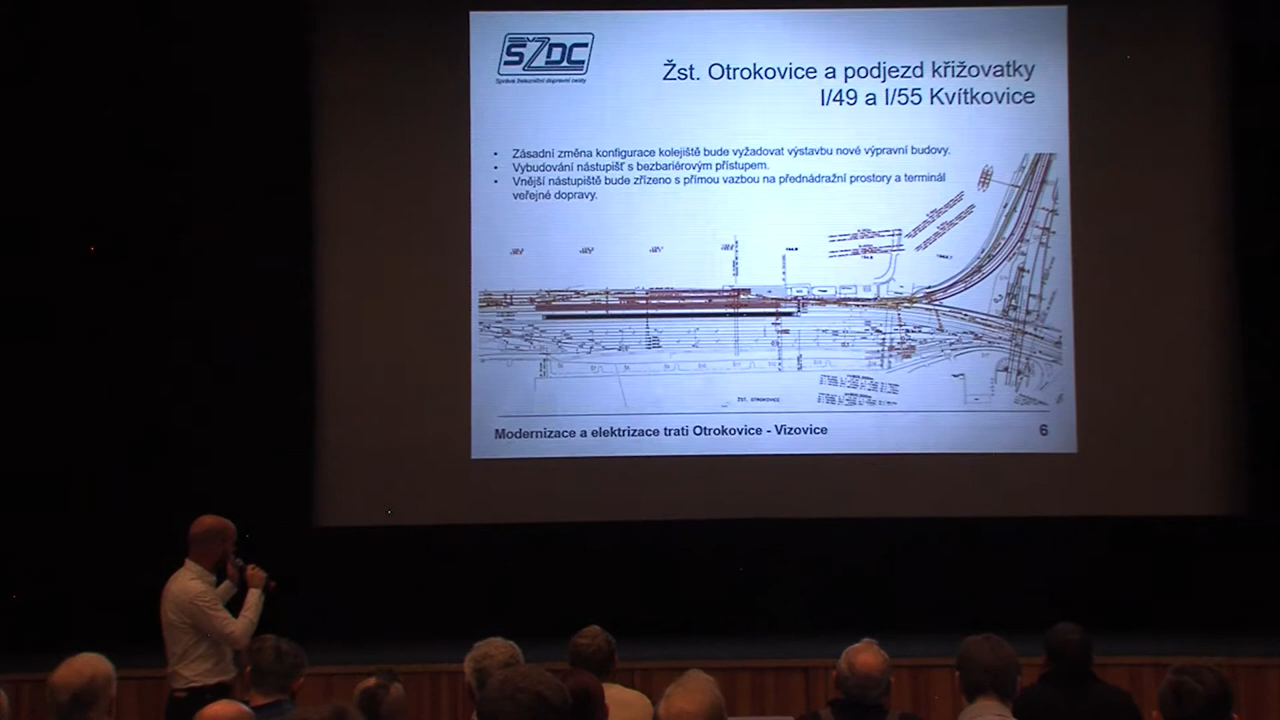 SŽDC
Správa železniční dopravní cesty
Žst. Otrokovice a podjezd křižovatky
I/49 a I/55 Kvítkovice
• Zásadní změna konfigurace kolejiště bude vyžadovat výstavbu nové výpravní budovy.
• Vybudování nástupišť s bezbariérovým přístupem.
• Vnější nástupiště bude zřízeno s přímou vazbou na přednádražní prostory a terminál
veřejné dopravy.
ŽST. OTROKOVICE
Modernizace a elektrizace trati Otrokovice - Vizovice
6